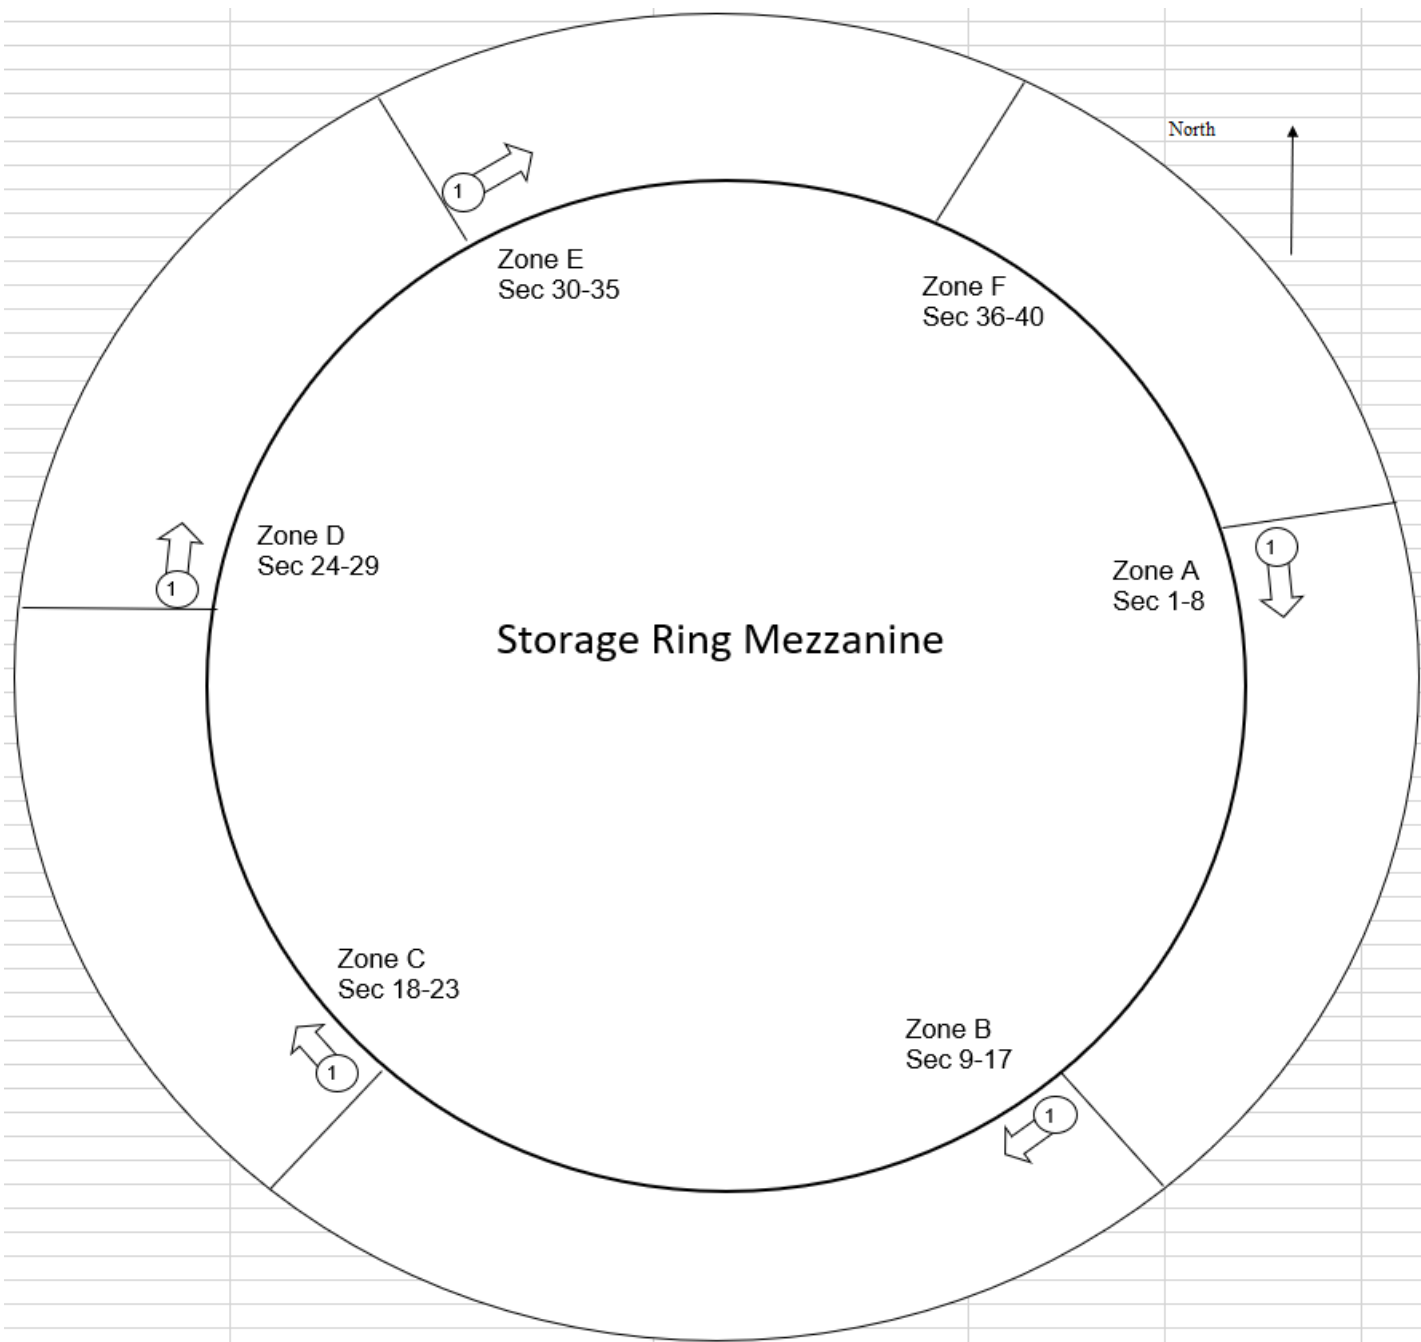 North
1
Zone E
Sec 30-35
Zone F
Sec 36-40
1
Zone D
Sec 24-29
1
Zone A
Sec 1-8
1
Storage Ring Mezzanine
Zone C
Sec 18-23
1
Zone B
Sec 9-17
1